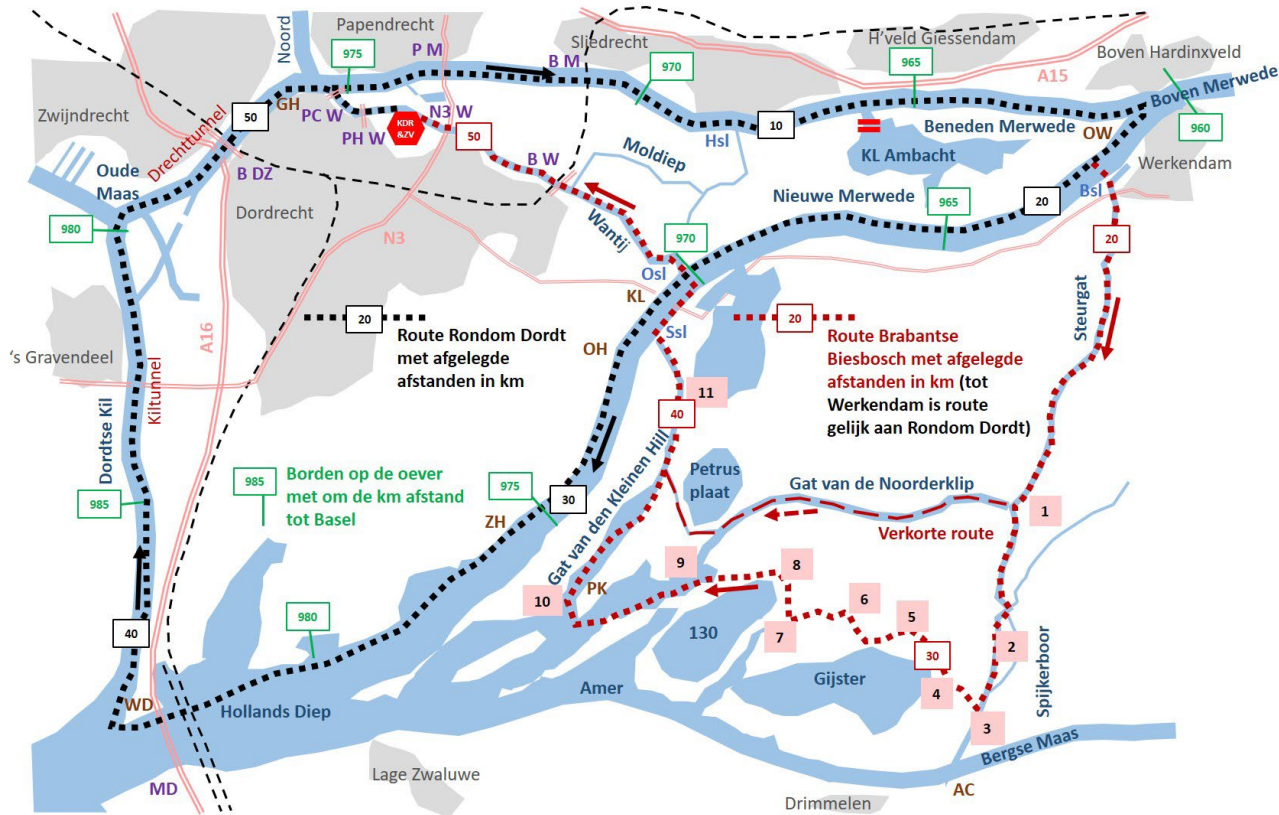 Noord
Papendrecht
975
P M
Sliedrecht
B M
970
H'veld Giessendam
965
A15
Boven Hardinxveld
Boven Merwede
960
Zwijndrecht
Drechttunnel
50
GH
PC W
PH W
KDR
&ZV
N3 W
50
B W
Moldiep
Hsl
10
Beneden Merwede
KL Ambacht
OW
Werkendam
Bsl
Oude
Maas
B DZ
Dordrecht
N3
980
Wantij
Osl
970
Nieuwe Merwede
965
20
20
Steurgat
KL
Ssl
OH
A16
's Gravendeel
Kiltunnel
Dordtse Kil
20
Route Rondom Dordt
met afgelegde
afstanden in km
20
Route Brabantse
Biesbosch met afgelegde
afstanden in km (tot
Werkendam is route
gelijk aan Rondom Dordt)
11
40
Gat van den Kleinen Hill
Petrus
plaat
Gat van de Noorderklip
Verkorte route
1
985
985
Borden op de oever
met om de km afstand
tot Basel
975
30
ZH
PK
10
9
8
7
6
5
30
4
2
3
Spijkerboor
130
Gijster
40
WD
980
Hollands Diep
Amer
Bergse Maas
MD
Lage Zwaluwe
Drimmelen
AC